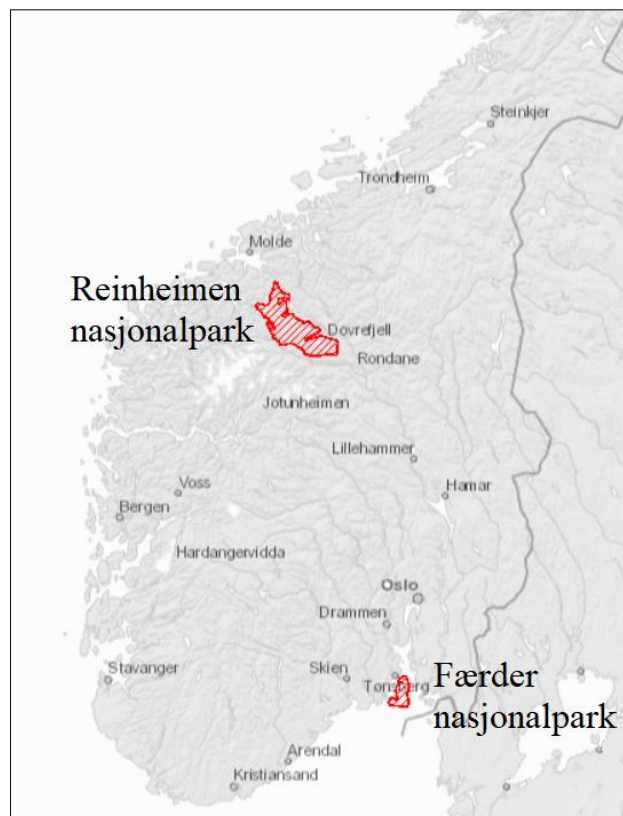 Steinkjer
Trondheim
Molde
Reinheimen
nasjonalpark
Dovrefjell
Rondane
Jotunheimen
Lillehammer
Hamar
Voss
Bergen
Hardangervidda
Oslo
Drammen
Stavanger
Skien
Tønsberg
Færder
nasjonalpark
Arendal
Kristiansand